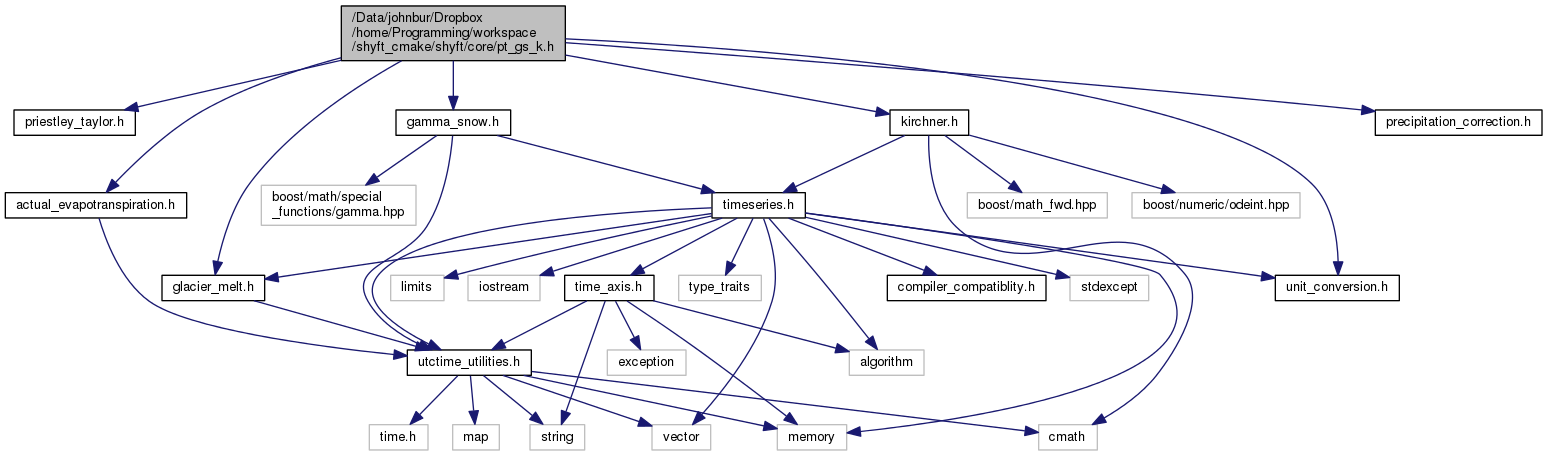 /Data/johnbur/Dropbox
/home/Programming/workspace
/shyft_cmake/shyft/core/pt_gs_k.h
priestley_taylor.h
gamma_snow.h
kirchner.h
precipitation_correction.h
actual_evapotranspiration.h
boost/math/special
_functions/gamma.hpp
timeseries.h
boost/math_fwd.hpp
boost/numeric/odeint.hpp
glacier_melt.h
limits
iostream
time_axis.h
type_traits
compiler_compatiblity.h
stdexcept
unit_conversion.h
utctime_utilities.h
exception
algorithm
time.h
map
string
vector
memory
cmath